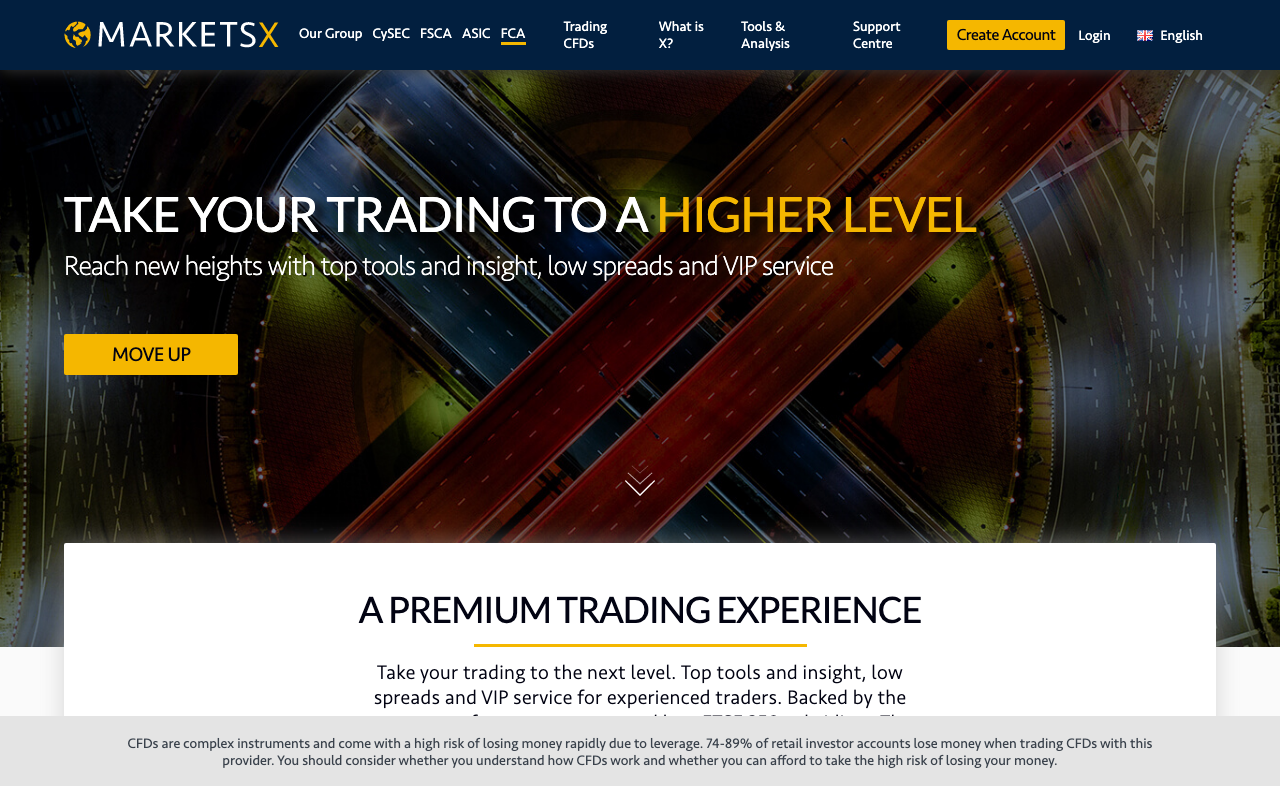 MARKETSX
Our Group CySEC FSCA ASIC FCA
Trading CFDs
What is X?
Tools & Analysis
Support Centre
Create Account
Login
English
TAKE YOUR TRADING TO A HIGHER LEVEL
Reach new heights with top tools and insight, low spreads and VIP service
MOVE UP
A PREMIUM TRADING EXPERIENCE
Take your trading to the next level. Top tools and insight, low
spreads and VIP service for experienced traders. Backed by the
CFDs are complex instruments and come with a high risk of losing money rapidly due to leverage. 74-89% of retail investor accounts lose money when trading CFDs with this
provider. You should consider whether you understand how CFDs work and whether you can afford to take the high risk of losing your money.